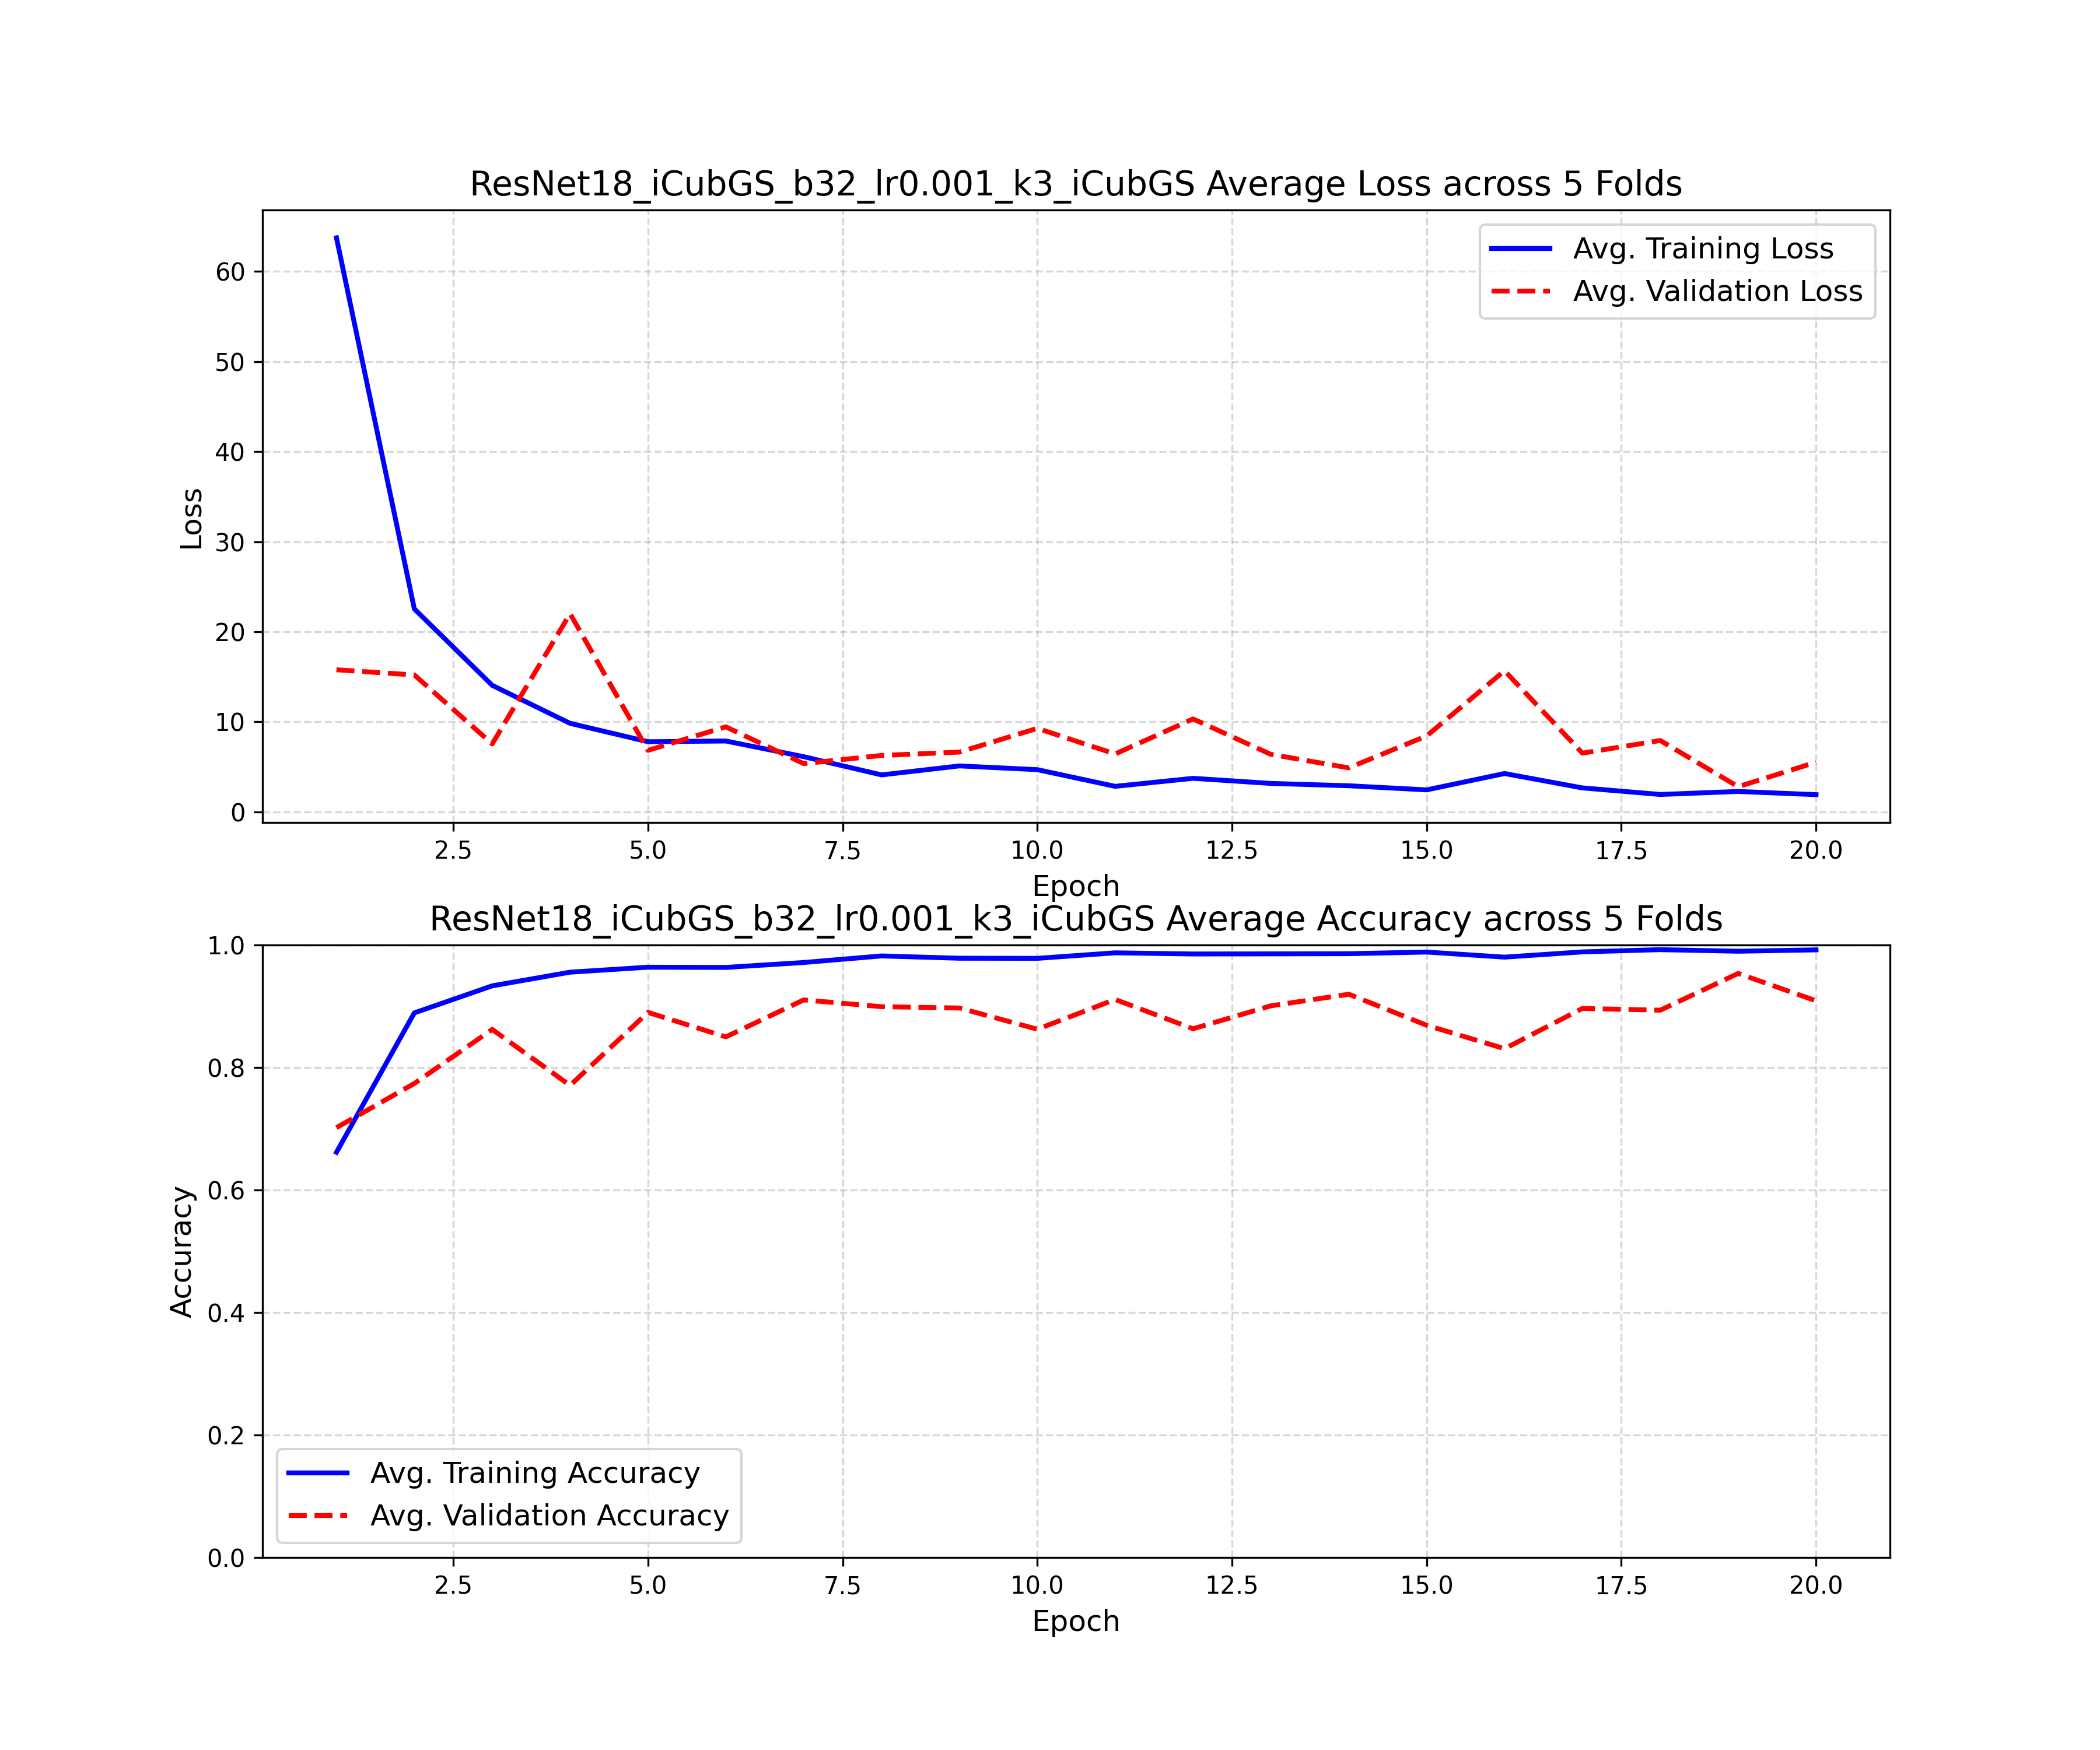 ResNet18_iCubGS_b32_lr0.001_k3_iCubGS Average Loss across 5 Folds
Avg. Training Loss
Avg. Validation Loss
Loss
60
50
40
30
20
10
0
2.5 5.0 7.5 10.0 12.5 15.0 17.5 20.0
Epoch
ResNet18_iCubGS_b32_lr0.001_k3_iCubGS Average Accuracy across 5 Folds
Accuracy
1.0
0.8
0.6
0.4
0.2
0.0
Avg. Training Accuracy
Avg. Validation Accuracy
2.5 5.0 7.5 10.0 12.5 15.0 17.5 20.0
Epoch